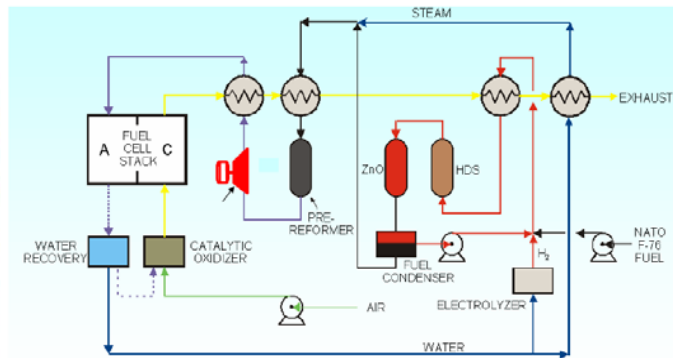 STEAM
EXHAUST
FUEL
CELL
STACK
A
C
ZnO
HDS
PRE-
REFORMER
WATER
RECOVERY
CATALYTIC
OXIDIZER
FUEL
CONDENSER
H₂
NATO
F-76
FUEL
ELECTROLYZER
AIR
WATER